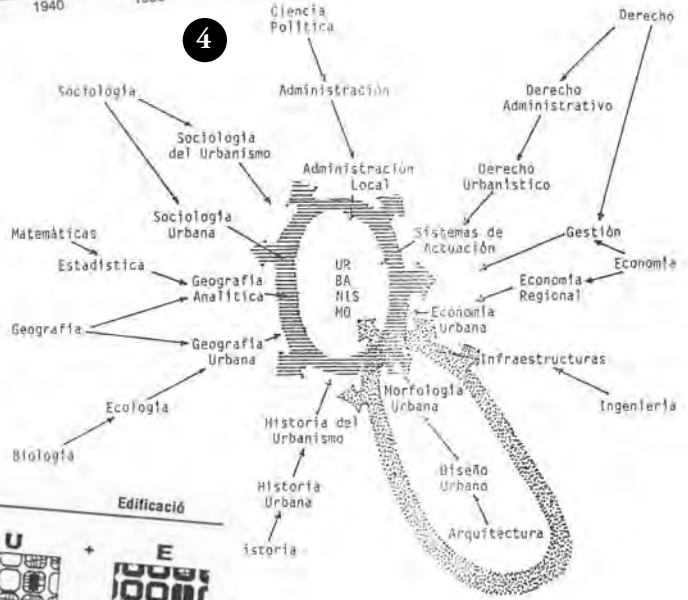 1940
4
Ciencia
Política
Derecho
Sociología
Administración
Derecho
Administrativo
Sociología
del Urbanismo
Administración
Local
Derecho
Urbanístico
Sociología
Urbana
Matemáticas
Sistemas de
Actuación
Gestión
Estadística
UR
BA
NIS
MO
Economía
Geografía
Analítica
Economía
Regional
Economía
Urbana
Geografía
Geografía
Urbana
Infraestructuras
Morfología
Urbana
Ecología
Ingeniería
Historia del
Urbanismo
Biología
Diseño
Urbano
Historia
Urbana
Edificació
Arquitectura
U + E
istoria